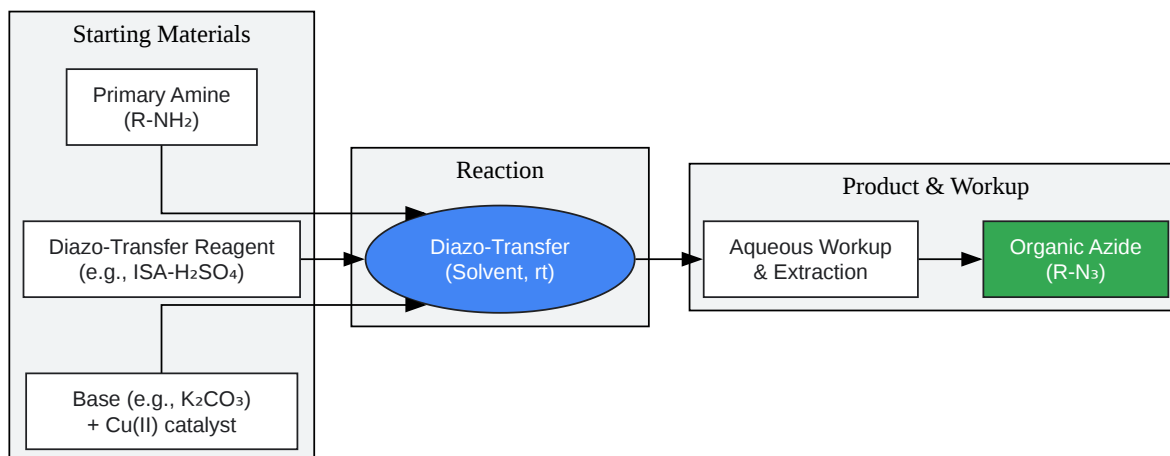 Starting Materials
Primary Amine
(R-NH₂)
Diazo-Transfer Reagent
(e.g., ISA-H₂SO₄)
Base (e.g., K₂CO₃)
+ Cu(II) catalyst
Reaction
Diazo-Transfer
(Solvent, rt)
Product & Workup
Aqueous Workup
& Extraction
Organic Azide
(R-N₃)